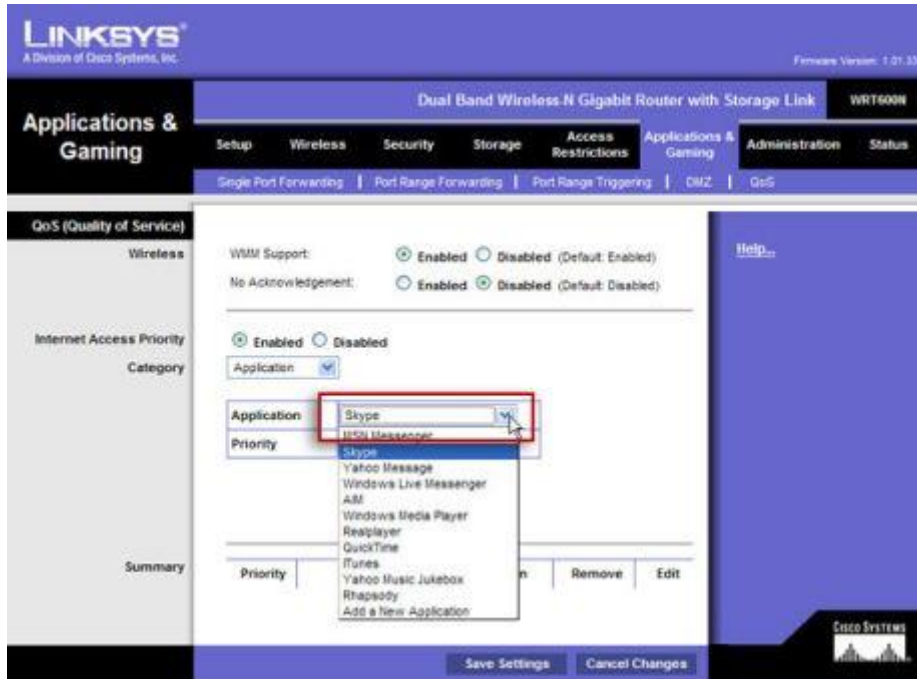 LINKSYS®
A Division of Cisco Systems, Inc.
Firmware Version: 1.01.33
Applications & Gaming
Dual Band Wireless-N Gigabit Router with Storage Link WRT600N
Setup Wireless Security Storage Access Restrictions Applications & Gaming Administration Status
Single Port Forwarding | Port Range Forwarding | Port Range Triggering | DMZ | QoS
QoS (Quality of Service)
Wireless
WMM Support: Enabled Disabled (Default: Enabled)
No Acknowledgement: Enabled Disabled (Default: Disabled)
Help...
Internet Access Priority Enabled Disabled
Category Application
Application Skype
Priority
MSN Messenger
Skype
Yahoo Message
Windows Live Messenger
AIM
Windows Media Player
Realplayer
QuickTime
iTunes
Yahoo Music Jukebox
Rhapsody
Add a New Application
Summary
Priority n Remove Edit
CISCO SYSTEMS
Save Settings Cancel Changes